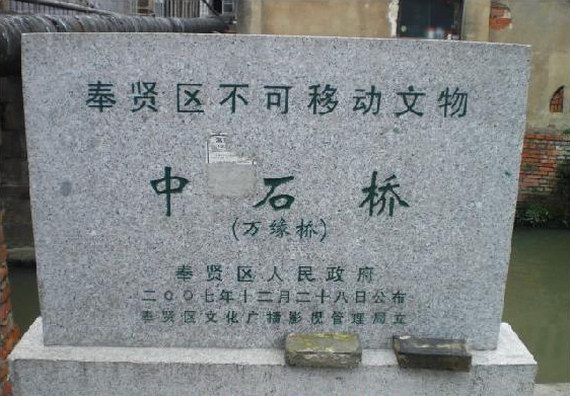 奉贤区不可移动文物
中石桥
(万缘桥)
奉贤区人民政府
二〇〇七年十二月二十八日公布
奉贤区文化广播影视管理局立